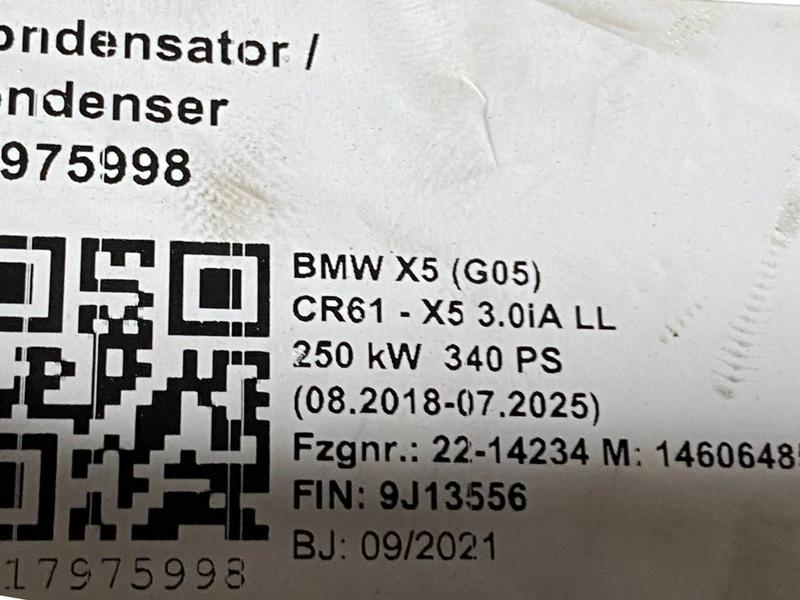 ondensator /
ondenser
975998
BMW X5 (G05)
CR61 - X5 3.0iA LL
250 kW 340 PS
(08.2018-07.2025)
Fzgnr.: 22-14234 M: 1460648
FIN: 9J13556
BJ: 09/2021
17975998